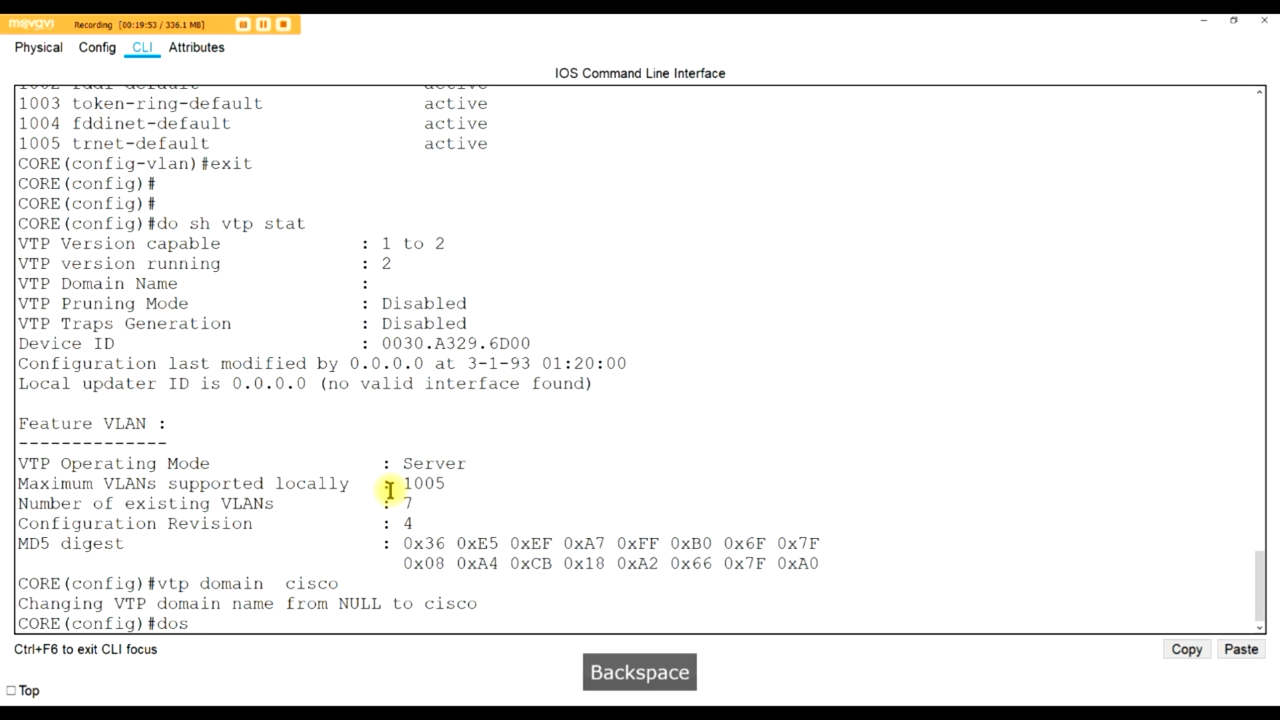 movavi Recording [00:19:53 / 336.1 MB]
Physical Config CLI Attributes
IOS Command Line Interface
1002 fddi-default active
1003 token-ring-default active
1004 fddinet-default active
1005 trnet-default active
CORE(config-vlan)#exit
CORE(config)#
CORE(config)#
CORE(config)#do sh vtp stat
VTP Version capable : 1 to 2
VTP version running : 2
VTP Domain Name :
VTP Pruning Mode : Disabled
VTP Traps Generation : Disabled
Device ID : 0030.A329.6D00
Configuration last modified by 0.0.0.0 at 3-1-93 01:20:00
Local updater ID is 0.0.0.0 (no valid interface found)
Feature VLAN :
--------------
VTP Operating Mode : Server
Maximum VLANs supported locally : 1005
Number of existing VLANs : 7
Configuration Revision : 4
MD5 digest : 0x36 0xE5 0xEF 0xA7 0xFF 0xB0 0x6F 0x7F
0x08 0xA4 0xCB 0x18 0xA2 0x66 0x7F 0xA0
CORE(config)#vtp domain  cisco
Changing VTP domain name from NULL to cisco
CORE(config)#dos
Ctrl+F6 to exit CLI focus
Copy Paste
Backspace
Top